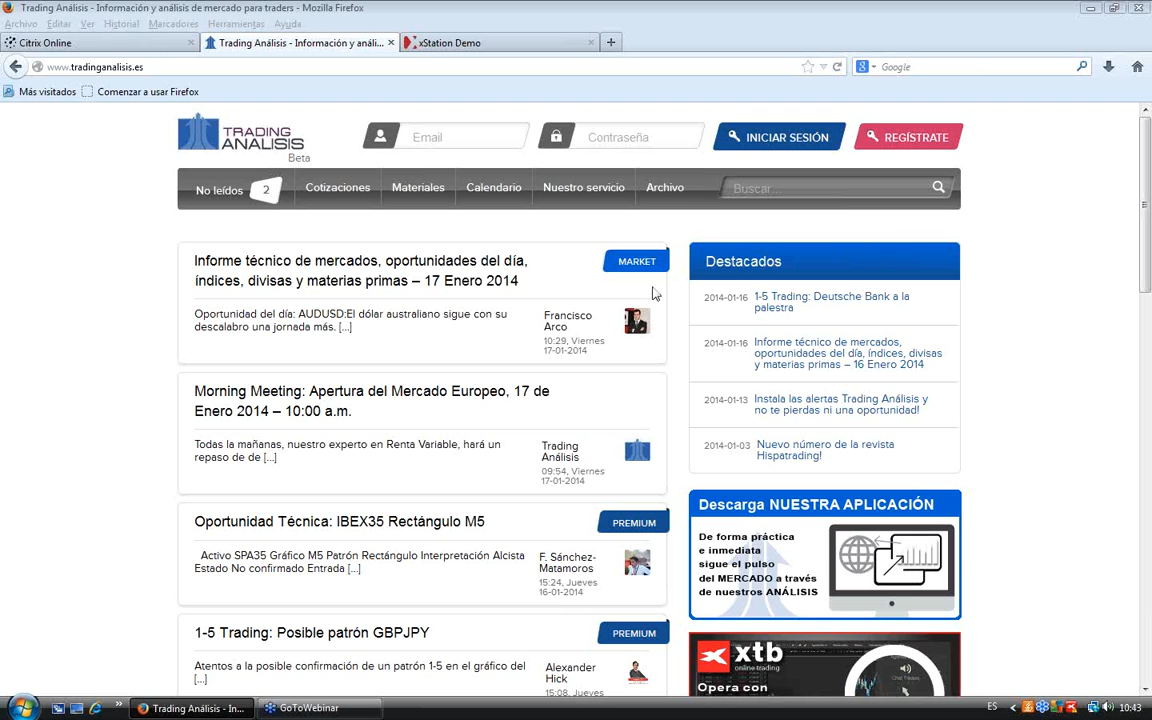 Trading Análisis - Información y análisis de mercado para traders - Mozilla Firefox
Archivo Editar Ver Historial Marcadores Herramientas Ayuda
Citrix Online
Trading Análisis - Información y análi...
xStation Demo
www.tradinganalisis.es
Google
Más visitados Comenzar a usar Firefox
TRADING
ANALISIS
Beta
Email
Contraseña
INICIAR SESIÓN
REGÍSTRATE
No leídos 2 Cotizaciones Materiales Calendario Nuestro servicio Archivo Buscar...
Informe técnico de mercados, oportunidades del día,
índices, divisas y materias primas – 17 Enero 2014
MARKET
Oportunidad del día: AUDUSD:El dólar australiano sigue con su
descalabro una jornada más. [...]
Francisco
Arco
10:29, Viernes
17-01-2014
Morning Meeting: Apertura del Mercado Europeo, 17 de
Enero 2014 – 10:00 a.m.
Todas la mañanas, nuestro experto en Renta Variable, hará un
repaso de de [...]
Trading
Análisis
09:54, Viernes
17-01-2014
Oportunidad Técnica: IBEX35 Rectángulo M5
PREMIUM
Activo SPA35 Gráfico M5 Patrón Rectángulo Interpretación Alcista
Estado No confirmado Entrada [...]
F. Sánchez-
Matamoros
15:24, Jueves
16-01-2014
1-5 Trading: Posible patrón GBPJPY
PREMIUM
Atentos a la posible confirmación de un patrón 1-5 en el gráfico del
[...]
Alexander
Hick
15:08, Jueves
Destacados
2014-01-16 1-5 Trading: Deutsche Bank a la
palestra
2014-01-16 Informe técnico de mercados,
oportunidades del día, índices, divisas
y materias primas – 16 Enero 2014
2014-01-13 Instala las alertas Trading Análisis y
no te pierdas ni una oportunidad!
2014-01-03 Nuevo número de la revista
Hispatrading!
Descarga NUESTRA APLICACIÓN
De forma práctica
e inmediata
sigue el pulso
del MERCADO a través
de nuestros ANÁLISIS
xtb
online trading
Opera con
Trading Análisis - In...
GoToWebinar
ES
10:43